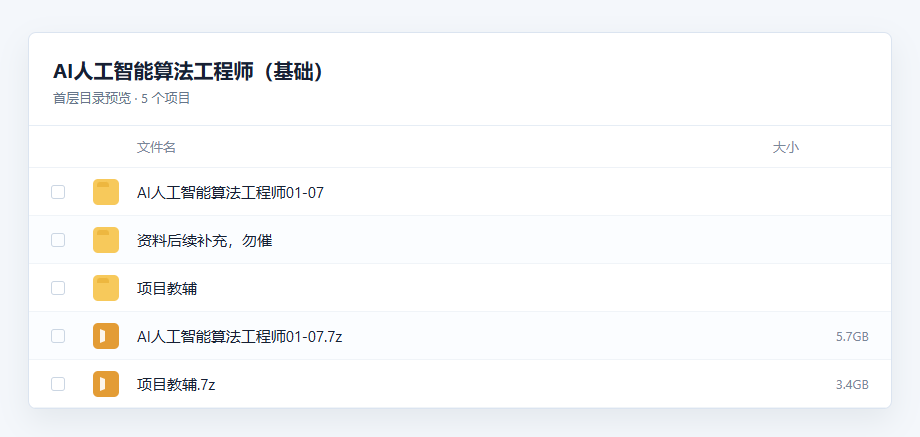 AI人工智能算法工程师（基础）
首层目录预览 · 5 个项目
文件名 大小
AI人工智能算法工程师01-07
资料后续补充，勿催
项目教辅
AI人工智能算法工程师01-07.7z 5.7GB
项目教辅.7z 3.4GB